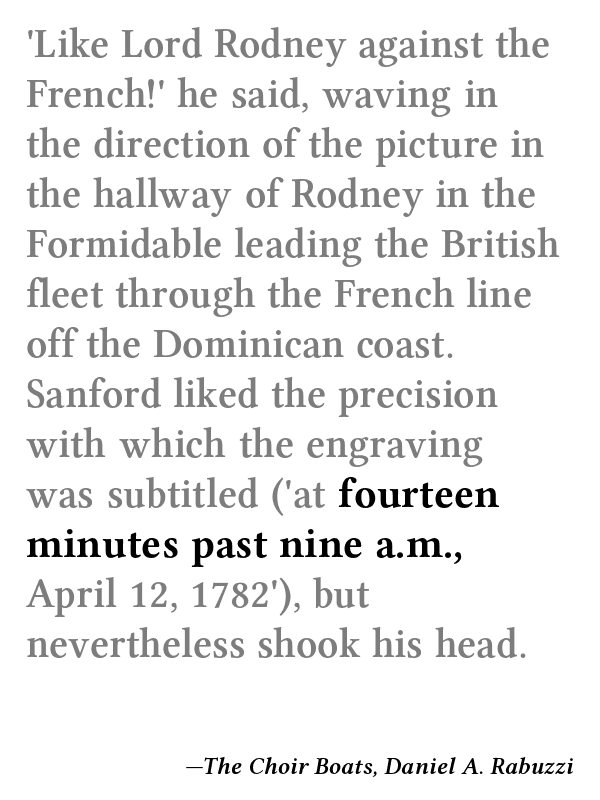 'Like Lord Rodney against the
French!' he said, waving in
the direction of the picture in
the hallway of Rodney in the
Formidable leading the British
fleet through the French line
off the Dominican coast.
Sanford liked the precision
with which the engraving
was subtitled ('at fourteen
minutes past nine a.m.,
April 12, 1782'), but
nevertheless shook his head.
—The Choir Boats, Daniel A. Rabuzzi